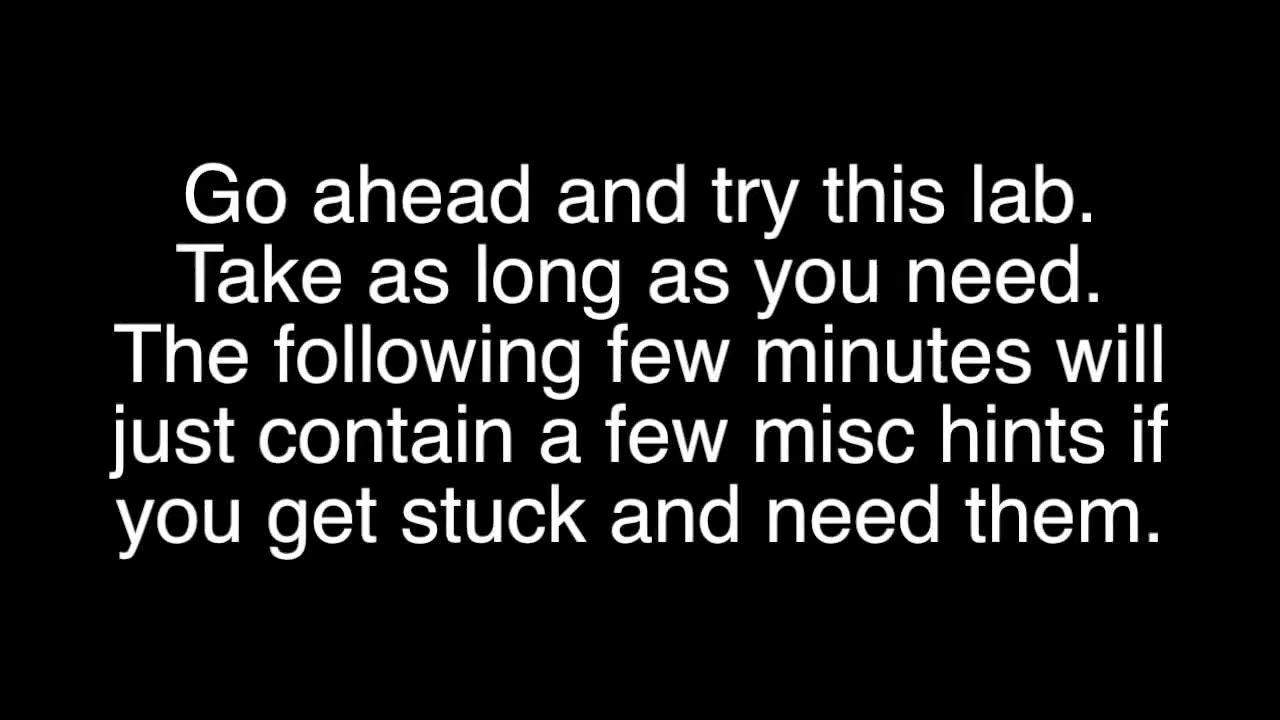 Go ahead and try this lab.
Take as long as you need.
The following few minutes will
just contain a few misc hints if
you get stuck and need them.